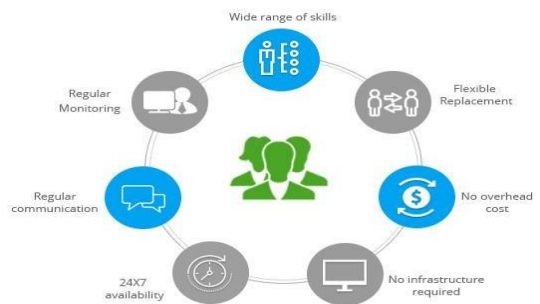 Wide range of skills
Flexible
Replacement
No overhead
cost
No infrastructure
required
24X7
availability
Regular
communication
Regular
Monitoring
$